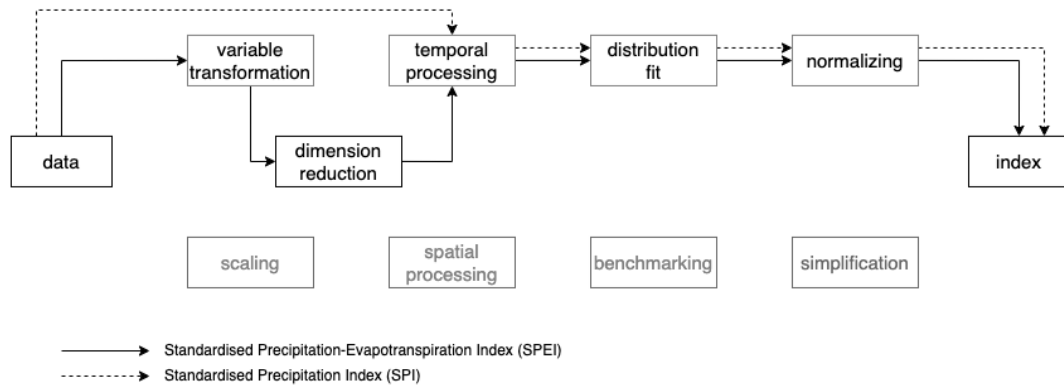 variable
transformation
temporal
processing
distribution
fit
normalizing
data
dimension
reduction
index
scaling
spatial
processing
benchmarking
simplification
Standardised Precipitation-Evapotranspiration Index (SPEI)
Standardised Precipitation Index (SPI)